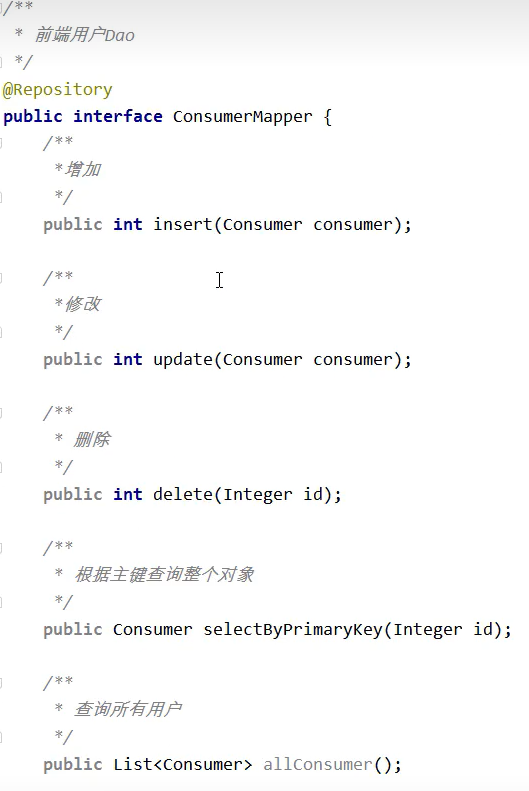 /**
 * 前端用户Dao
 */
@Repository
public interface ConsumerMapper {
    /**
     *增加
     */
    public int insert(Consumer consumer);
    /**
     *修改
     */
    public int update(Consumer consumer);
    /**
     * 删除
     */
    public int delete(Integer id);
    /**
     * 根据主键查询整个对象
     */
    public Consumer selectByPrimaryKey(Integer id);
    /**
     * 查询所有用户
     */
    public List<Consumer> allConsumer();